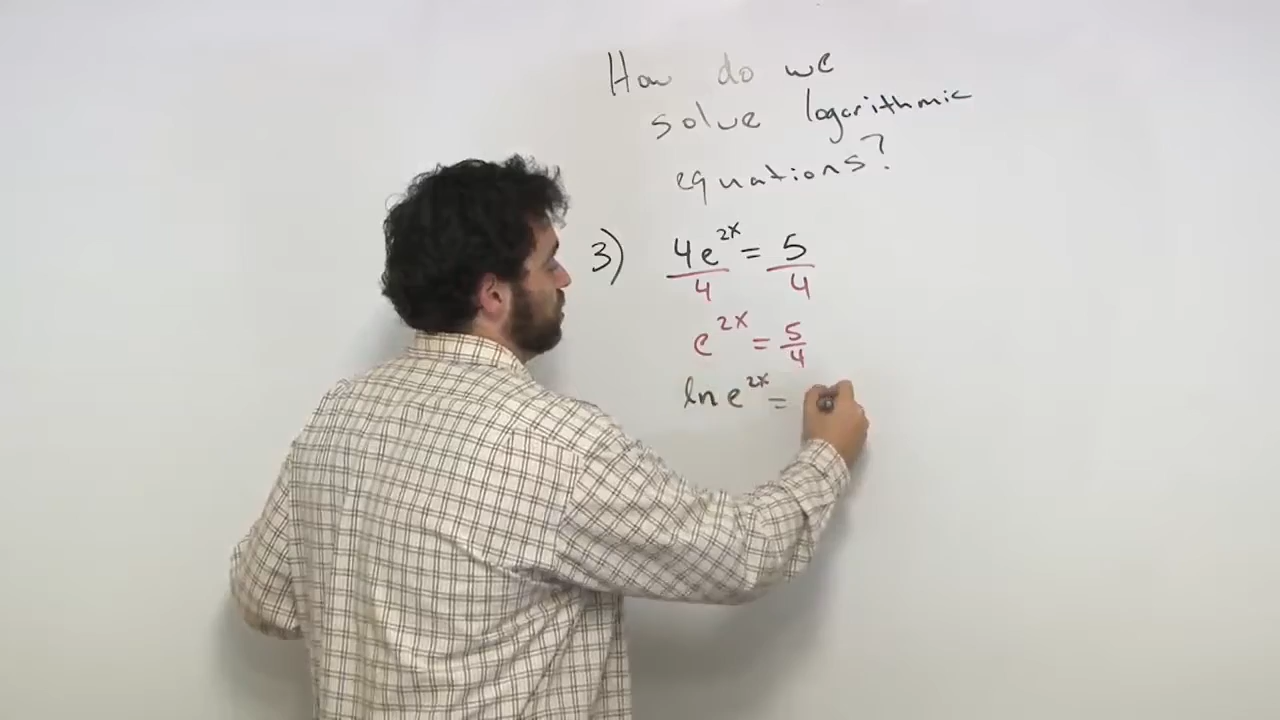 How do we
solve logarithmic
equations?
3) 4e^{2x} = 5
4 4
e^{2x} = 5/4
ln e^{2x} =